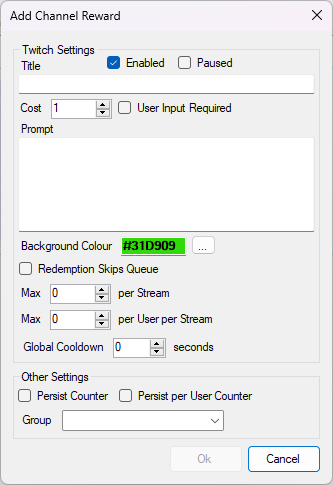 Add Channel Reward
Twitch Settings
Title
Enabled
Paused
Cost 1
User Input Required
Prompt
Background Colour #31D909 ...
Redemption Skips Queue
Max 0 per Stream
Max 0 per User per Stream
Global Cooldown 0 seconds
Other Settings
Persist Counter
Persist per User Counter
Group
Ok
Cancel